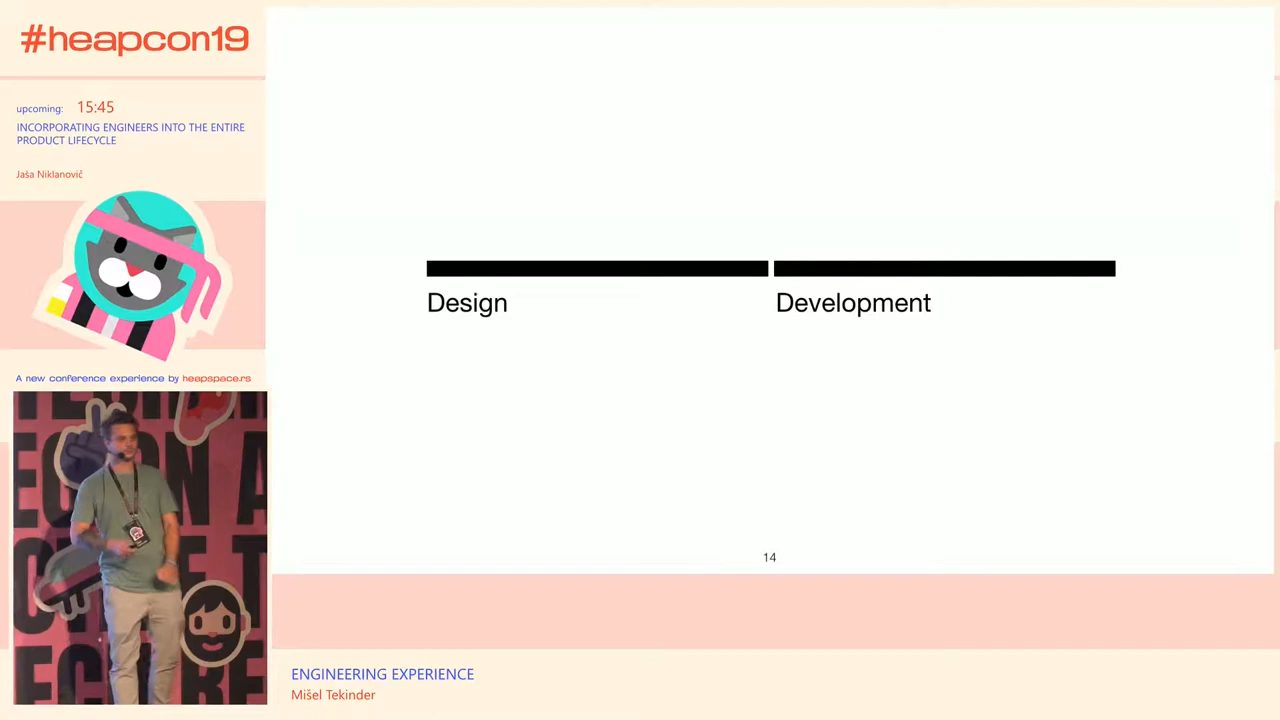 #heapcon19
upcoming: 15:45
INCORPORATING ENGINEERS INTO THE ENTIRE
PRODUCT LIFECYCLE
Jaša Niklanovič
A new conference experience by heapspace.rs
Design
Development
14
ENGINEERING EXPERIENCE
Mišel Tekinder